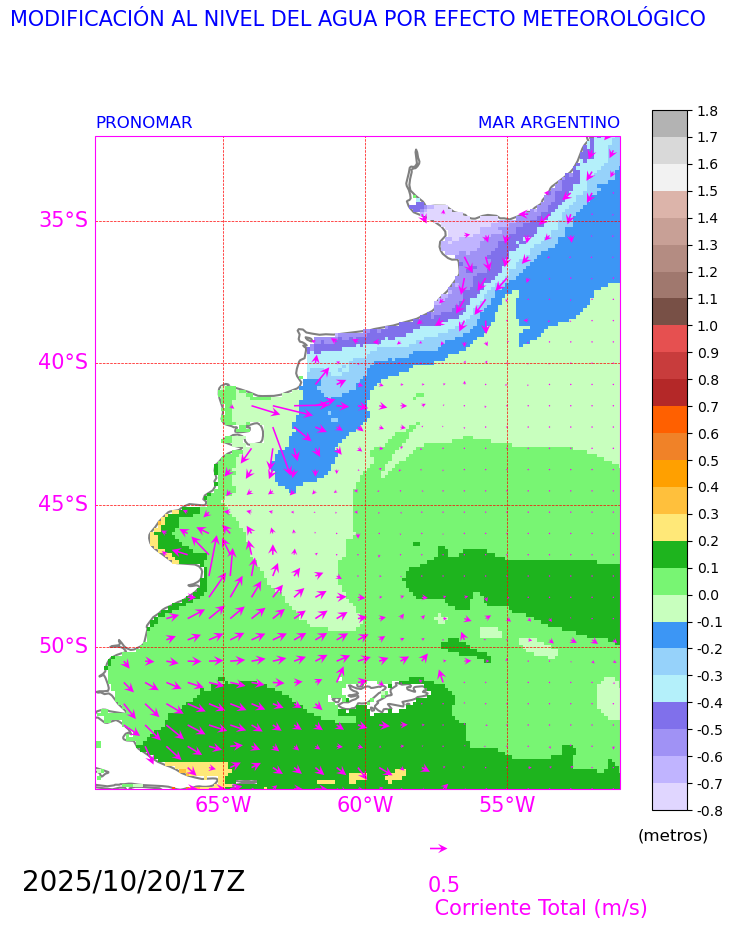 MODIFICACIÓN AL NIVEL DEL AGUA POR EFECTO METEOROLÓGICO
PRONOMAR
MAR ARGENTINO
35°S
40°S
45°S
50°S
65°W
60°W
55°W
1.8
1.7
1.6
1.5
1.4
1.3
1.2
1.1
1.0
0.9
0.8
0.7
0.6
0.5
0.4
0.3
0.2
0.1
0.0
-0.1
-0.2
-0.3
-0.4
-0.5
-0.6
-0.7
-0.8
(metros)
2025/10/20/17Z
0.5
Corriente Total (m/s)